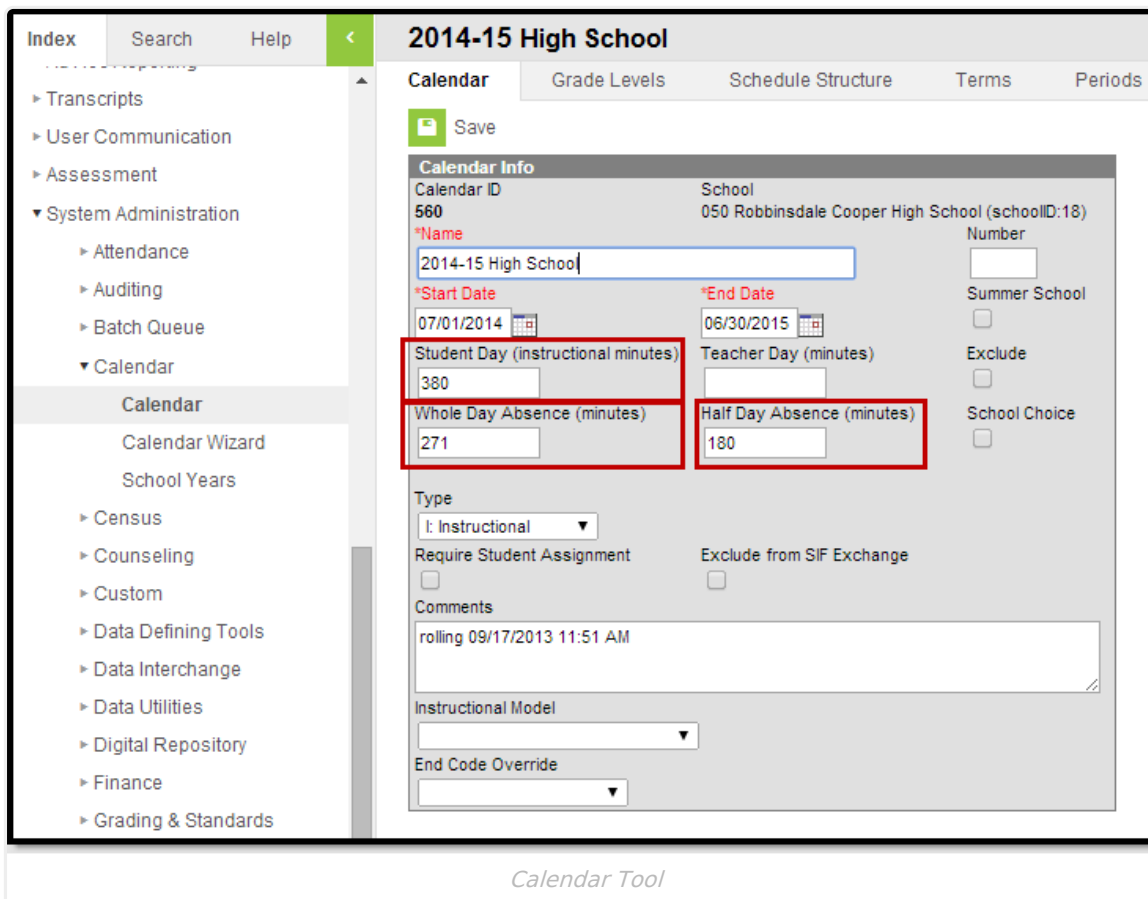 Index Search Help
2014-15 High School
Calendar Grade Levels Schedule Structure Terms Periods
Transcripts
User Communication
Assessment
System Administration
Attendance
Auditing
Batch Queue
Calendar
Calendar
Calendar Wizard
School Years
Census
Counseling
Custom
Data Defining Tools
Data Interchange
Data Utilities
Digital Repository
Finance
Grading & Standards
Save
Calendar Info
Calendar ID School
560 050 Robbinsdale Cooper High School (schoolID:18)
*Name Number
2014-15 High School
*Start Date *End Date Summer School
07/01/2014 06/30/2015
Student Day (instructional minutes) Teacher Day (minutes) Exclude
380
Whole Day Absence (minutes) Half Day Absence (minutes) School Choice
271 180
Type
I: Instructional
Require Student Assignment Exclude from SIF Exchange
Comments
rolling 09/17/2013 11:51 AM
Instructional Model
End Code Override
Calendar Tool